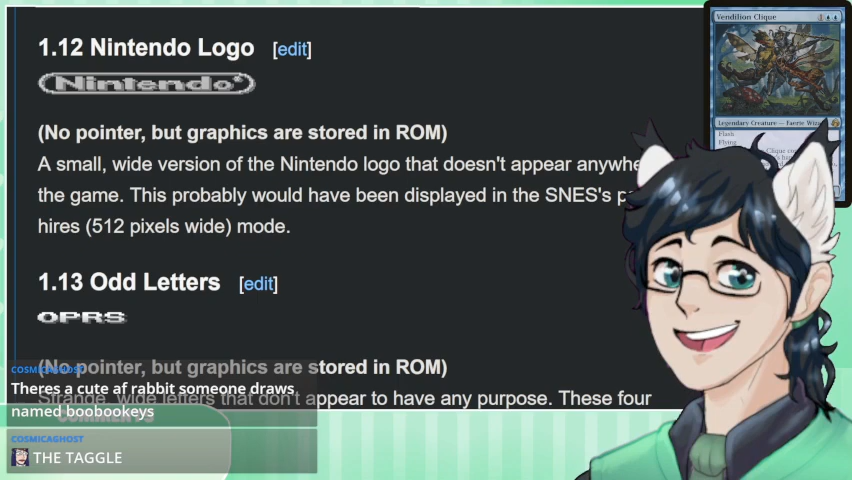 1.12 Nintendo Logo [edit]
Nintendo
(No pointer, but graphics are stored in ROM)
A small, wide version of the Nintendo logo that doesn't appear anywhe
the game. This probably would have been displayed in the SNES's
hires (512 pixels wide) mode.
1.13 Odd Letters [edit]
OPRS
(No pointer, but graphics are stored in ROM)
Strange, wide letters that don't appear to have any purpose. These four
COSMICAGHOST
Theres a cute af rabbit someone draws
named boobookeys
COMMENTS
COSMICAGHOST
THE TAGGLE
Vendilion Clique 1
Legendary Creature — Faerie Wizard
Flash
Flying